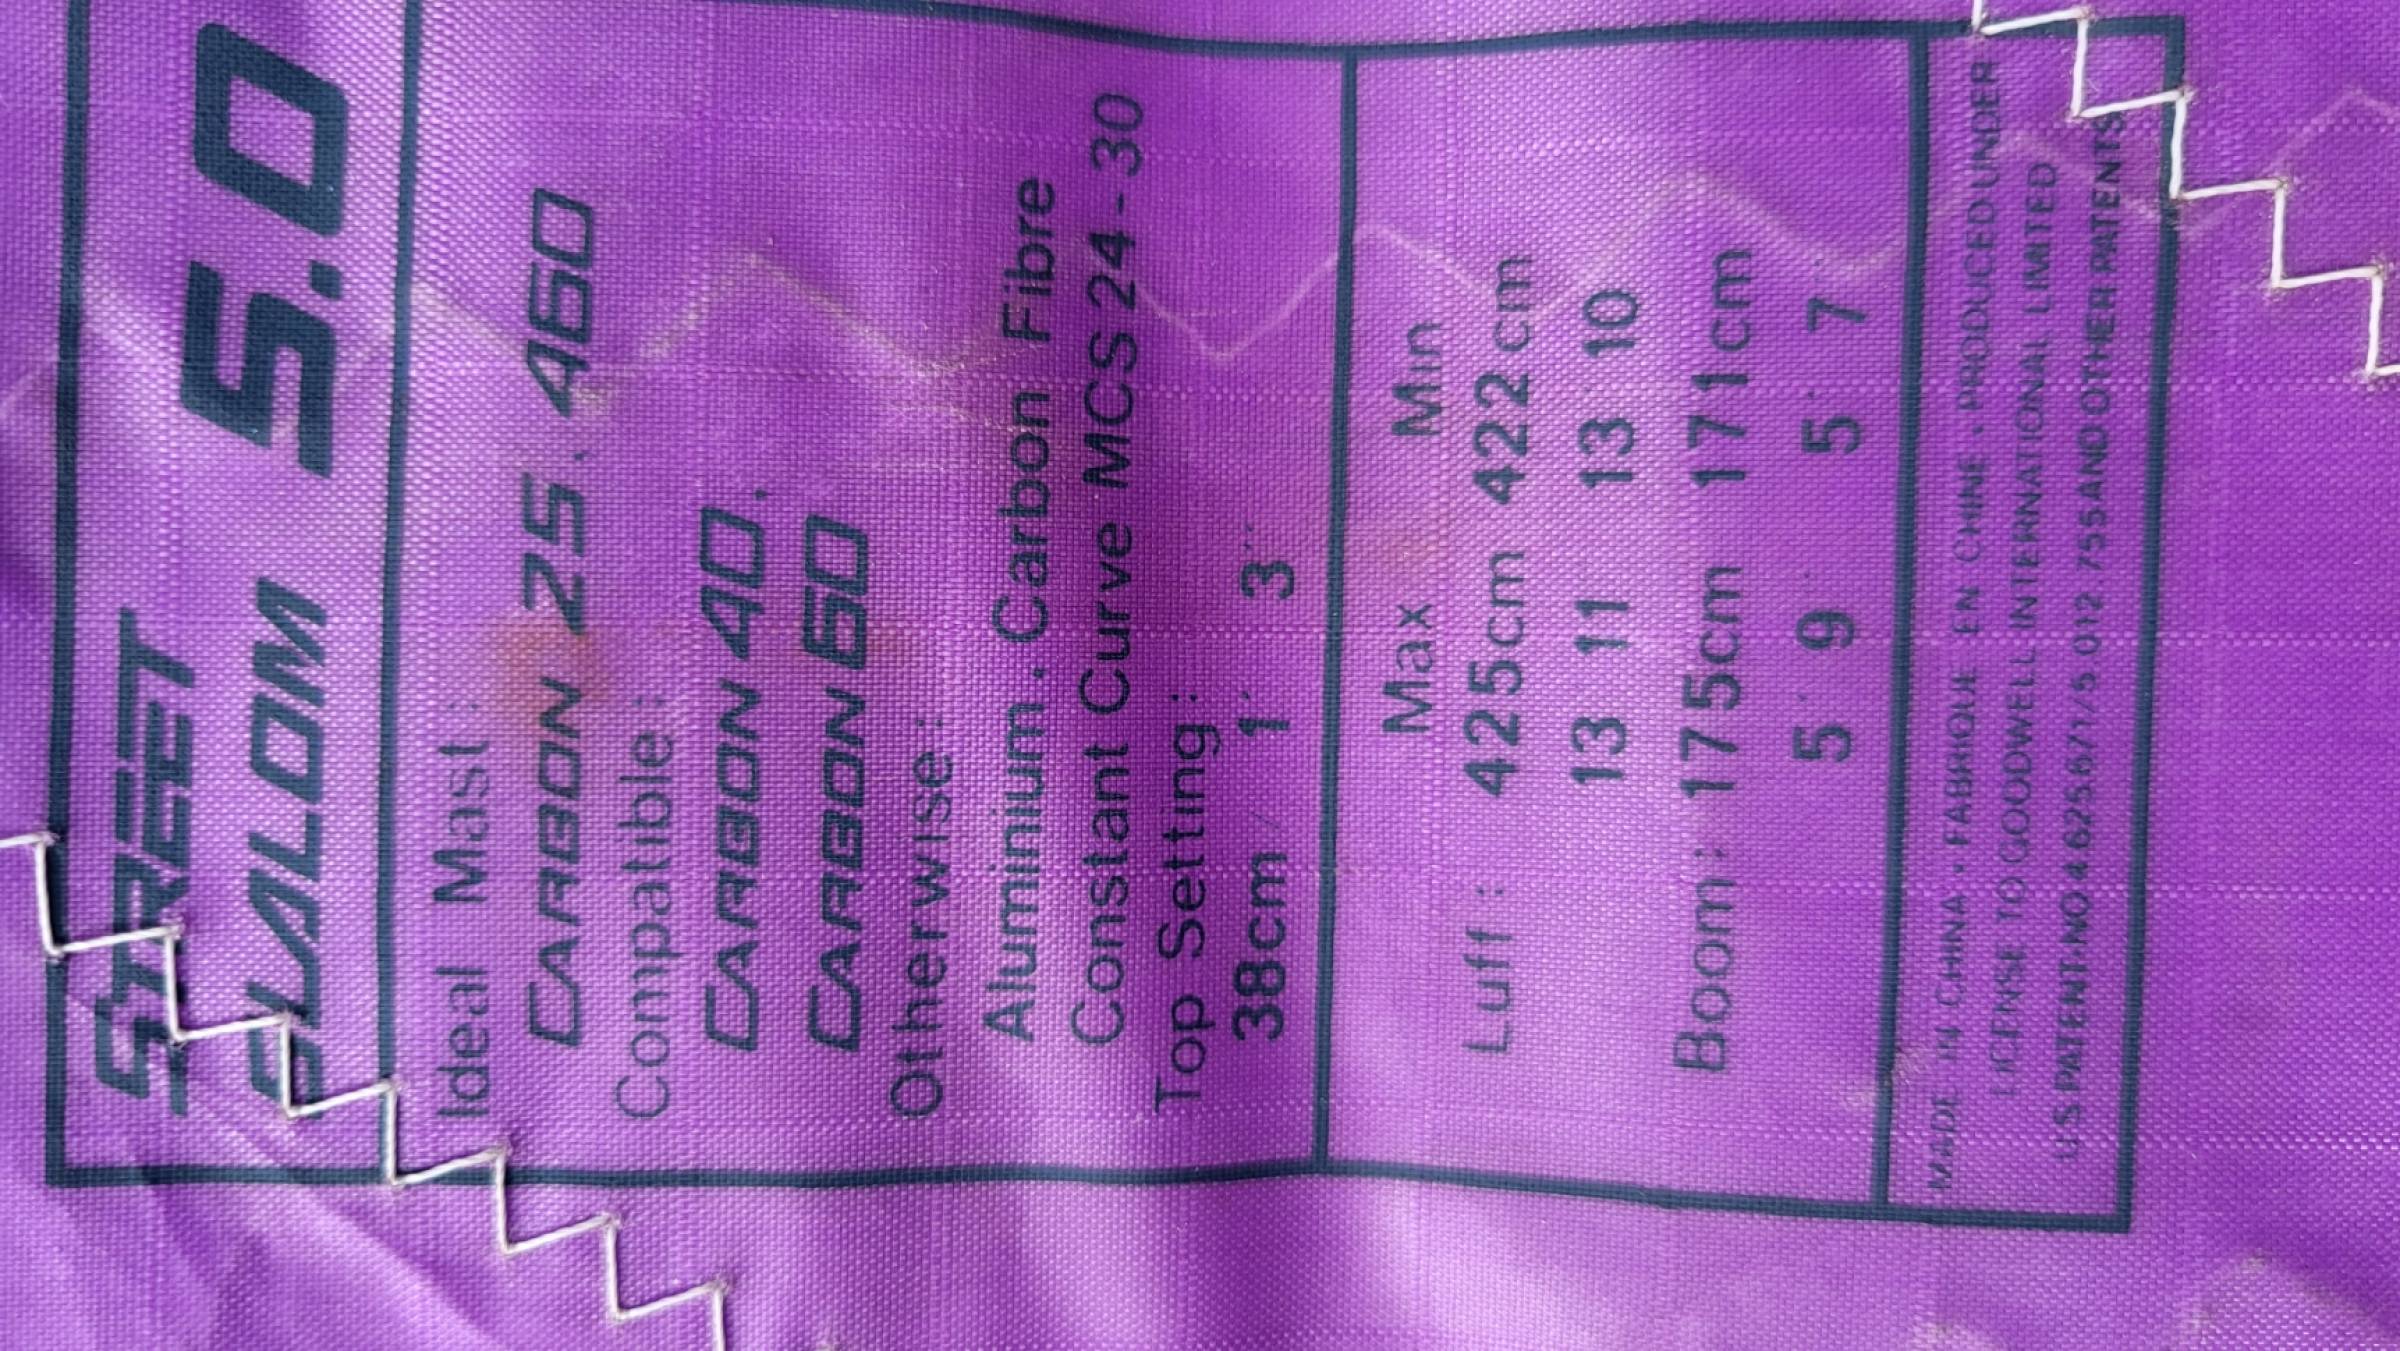 STREET
SLALOM 5.0
Ideal Mast :
CARBON 25 . 460
Compatible :
CARBON 40 .
CARBON 60
Otherwise :
Aluminium . Carbon Fibre
Constant Curve MCS 24-30
Top Setting :
38cm / 1' 3''
Max Min
Luff : 425cm 422cm
13' 11 13' 10
Boom : 175cm 171cm
5' 9'' 5' 7''
MADE IN CHINA • FABRIQUE EN CHINE • PRODUCED UNDER
LICENSE TO GOODWELL INTERNATIONAL LIMITED
U S PATENT·NO 4.625.671/5.012.755 AND OTHER PATENTS